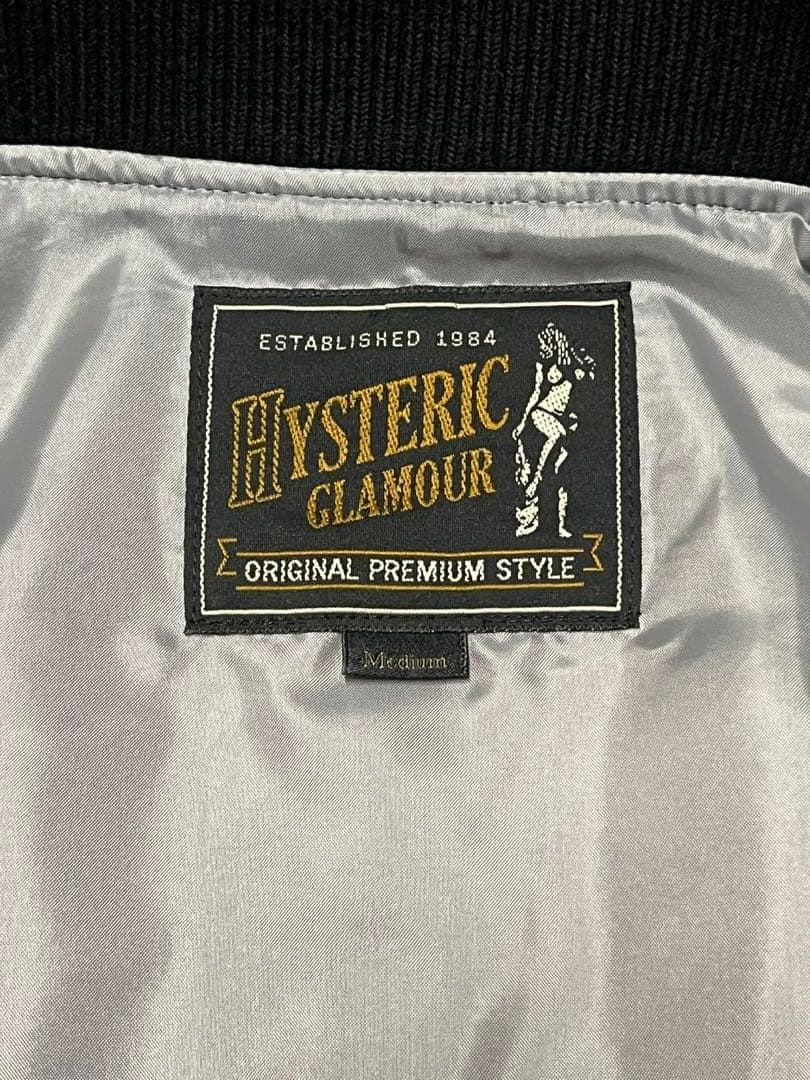 ESTABLISHED 1984
HYSTERIC
GLAMOUR
ORIGINAL PREMIUM STYLE
Medium